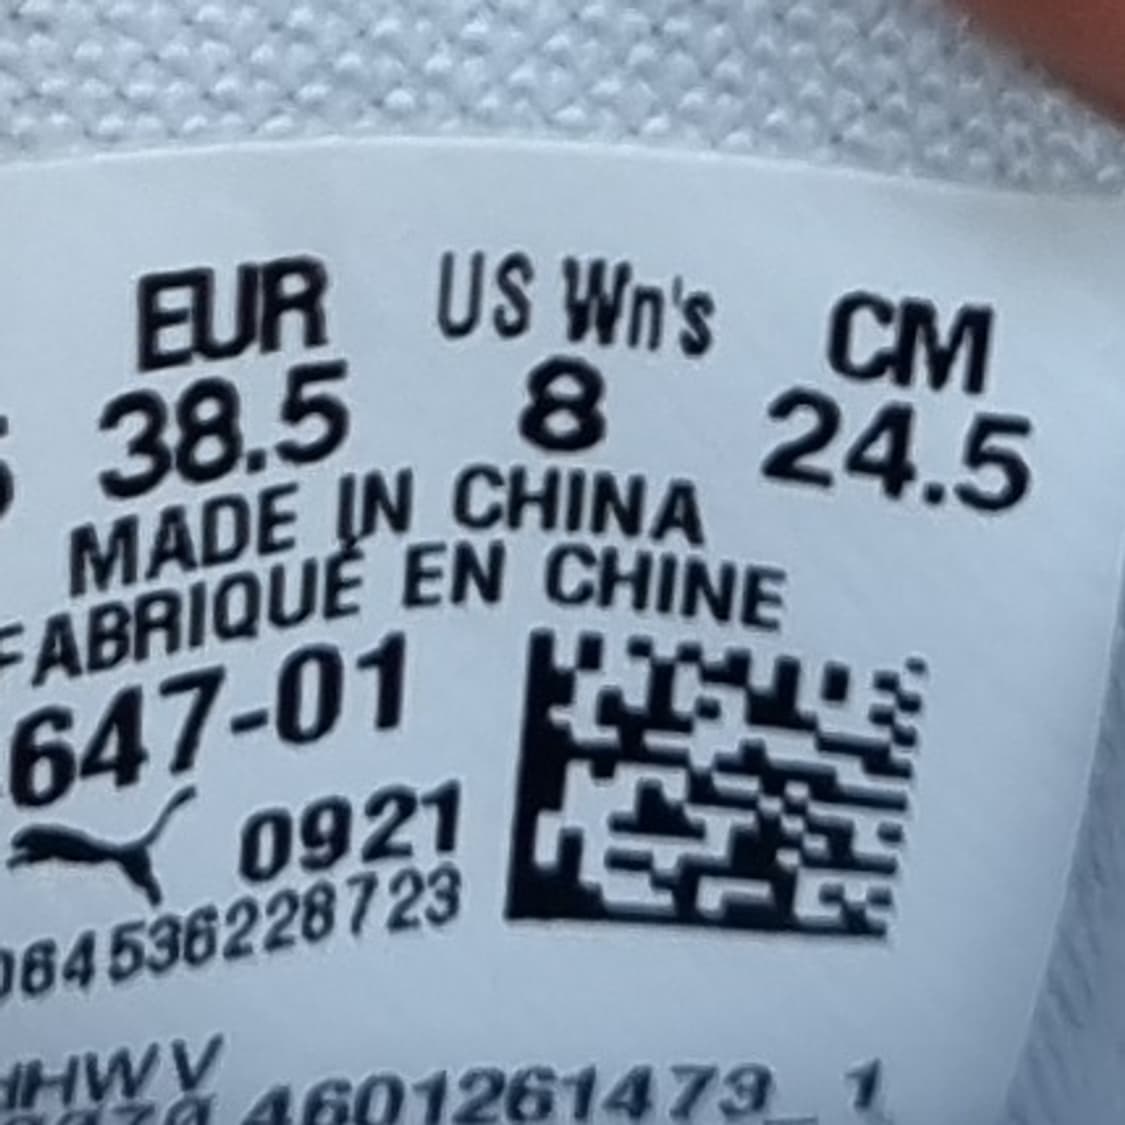 EUR US Wn's CM
38.5 8 24.5
MADE IN CHINA
FABRIQUÉ EN CHINE
647-01
0921
064536228723
HWV
4601261473_1